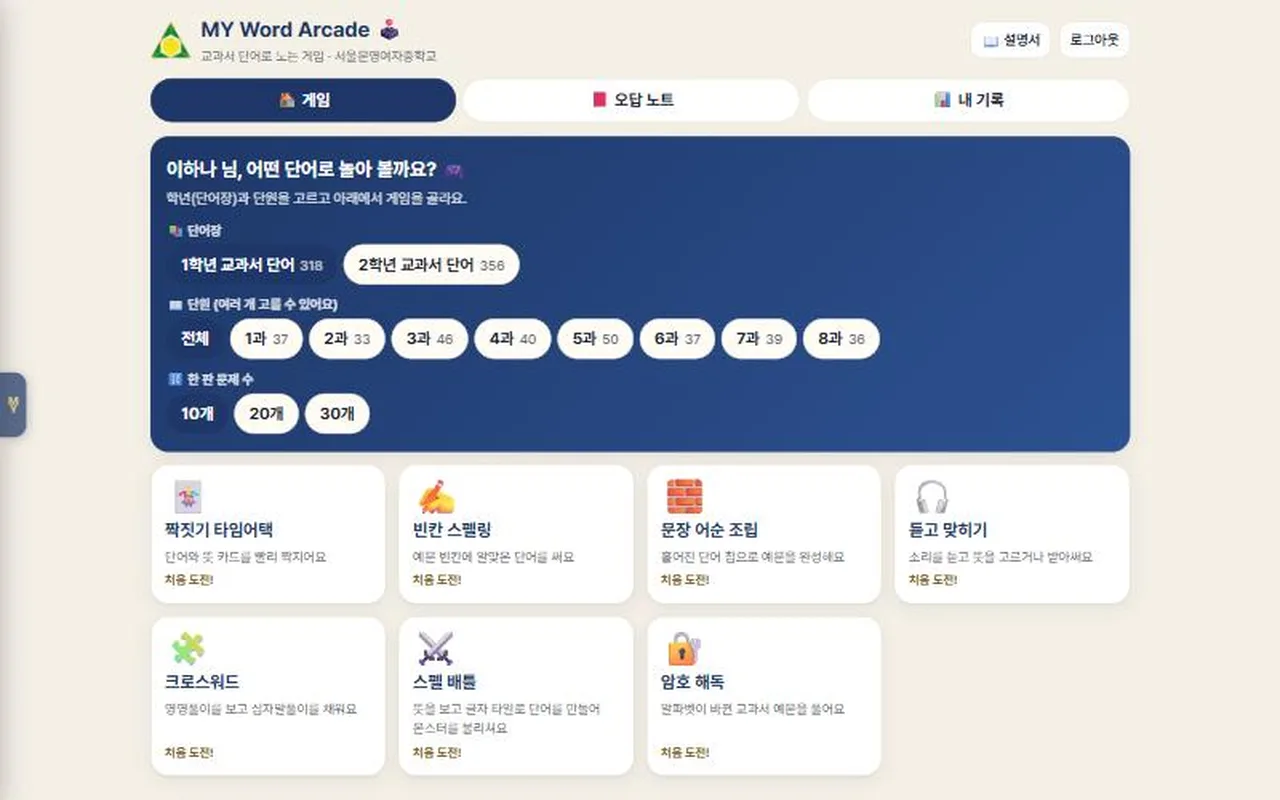 MY Word Arcade
교과서 단어로 노는 게임 · 서울문영여자중학교
설명서
로그아웃
게임
오답 노트
내 기록
이하나 님, 어떤 단어로 놀아 볼까요?
학년(단어장)과 단원을 고르고 아래에서 게임을 골라요.
단어장
1학년 교과서 단어 318
2학년 교과서 단어 356
단원 (여러 개 고를 수 있어요)
전체
1과 37
2과 33
3과 46
4과 40
5과 50
6과 37
7과 39
8과 36
한 판 문제 수
10개
20개
30개
짝짓기 타임어택
단어와 뜻 카드를 빨리 짝지어요
처음 도전!
빈칸 스펠링
예문 빈칸에 알맞은 단어를 써요
처음 도전!
문장 어순 조립
흩어진 단어 칩으로 예문을 완성해요
처음 도전!
듣고 맞히기
소리를 듣고 뜻을 고르거나 받아써요
처음 도전!
크로스워드
영영풀이를 보고 십자말풀이를 채워요
처음 도전!
스펠 배틀
뜻을 보고 글자 타일로 단어를 만들어
몬스터를 물리쳐요
처음 도전!
암호 해독
알파벳이 바뀐 교과서 예문을 풀어요
처음 도전!